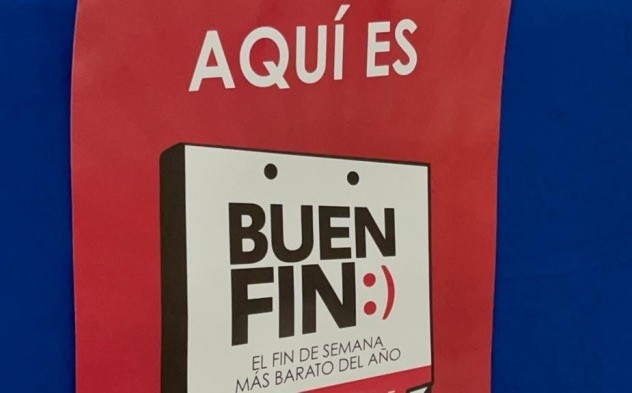 AQUÍ ES
BUEN
FIN:)
EL FIN DE SEMANA
MÁS BARATO DEL AÑO